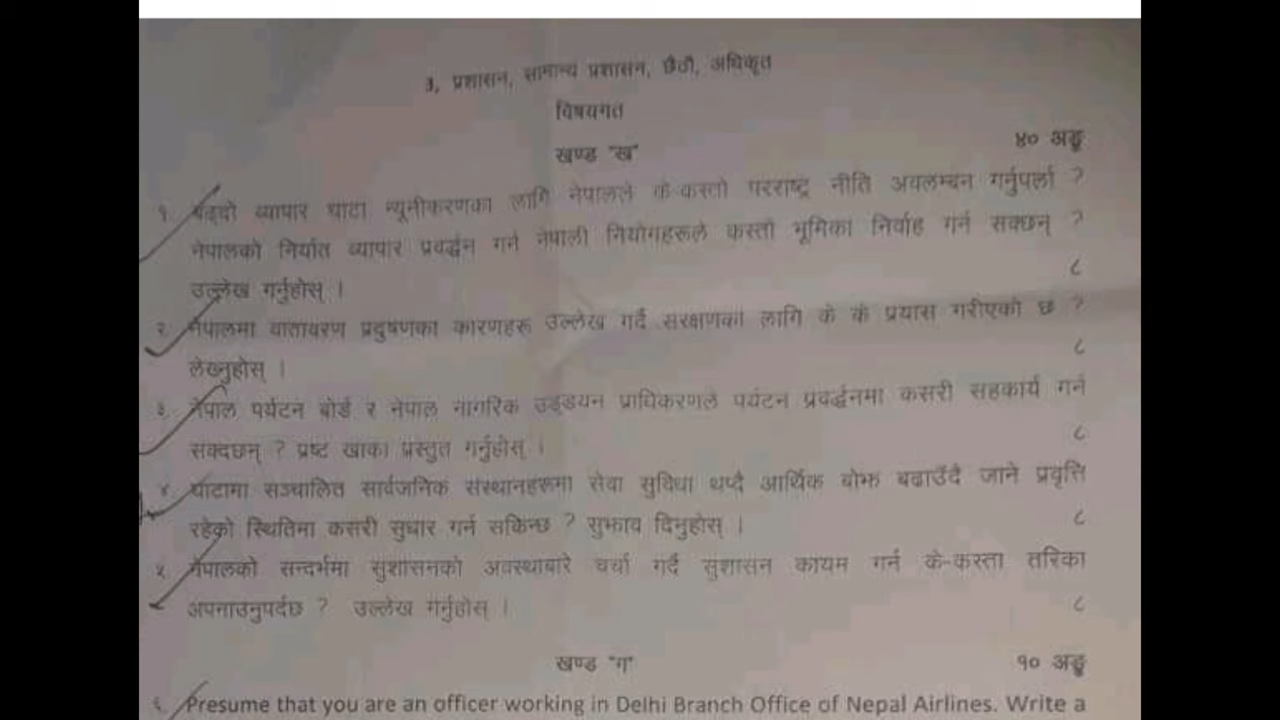 ३, प्रशासन, सामान्य प्रशासन, छैठौ, अधिकृत
विषयगत
खण्ड "ख" ४० अङ्क
१. बढ्दो व्यापार घाटा न्यूनीकरणका लागि नेपालले के-कस्तो परराष्ट्र नीति अवलम्बन गर्नुपर्ला ?
नेपालको निर्यात व्यापार प्रवर्द्धन गर्न नेपाली नियोगहरूले कस्तो भूमिका निर्वाह गर्न सक्छन् ?
उल्लेख गर्नुहोस् । ८
२. नेपालमा वातावरण प्रदुषणका कारणहरू उल्लेख गर्दै संरक्षणका लागि के के प्रयास गरीएको छ ?
लेख्नुहोस् । ८
३. नेपाल पर्यटन बोर्ड र नेपाल नागरिक उड्डयन प्राधिकरणले पर्यटन प्रवर्द्धनमा कसरी सहकार्य गर्न
सक्दछन् ? प्रष्ट खाका प्रस्तुत गर्नुहोस् । ८
४. घाटामा सञ्चालित सार्वजनिक संस्थानहरूमा सेवा सुविधा थप्दै आर्थिक बोझ बढाउँदै जाने प्रवृत्ति
रहेको स्थितिमा कसरी सुधार गर्न सकिन्छ ? सुझाव दिनुहोस् । ८
५. नेपालको सन्दर्भमा सुशासनको अवस्थाबारे चर्चा गर्दै सुशासन कायम गर्न के-कस्ता तरिका
अपनाउनुपर्दछ ? उल्लेख गर्नुहोस् । ८
खण्ड "ग" १० अङ्क
६. Presume that you are an officer working in Delhi Branch Office of Nepal Airlines. Write a